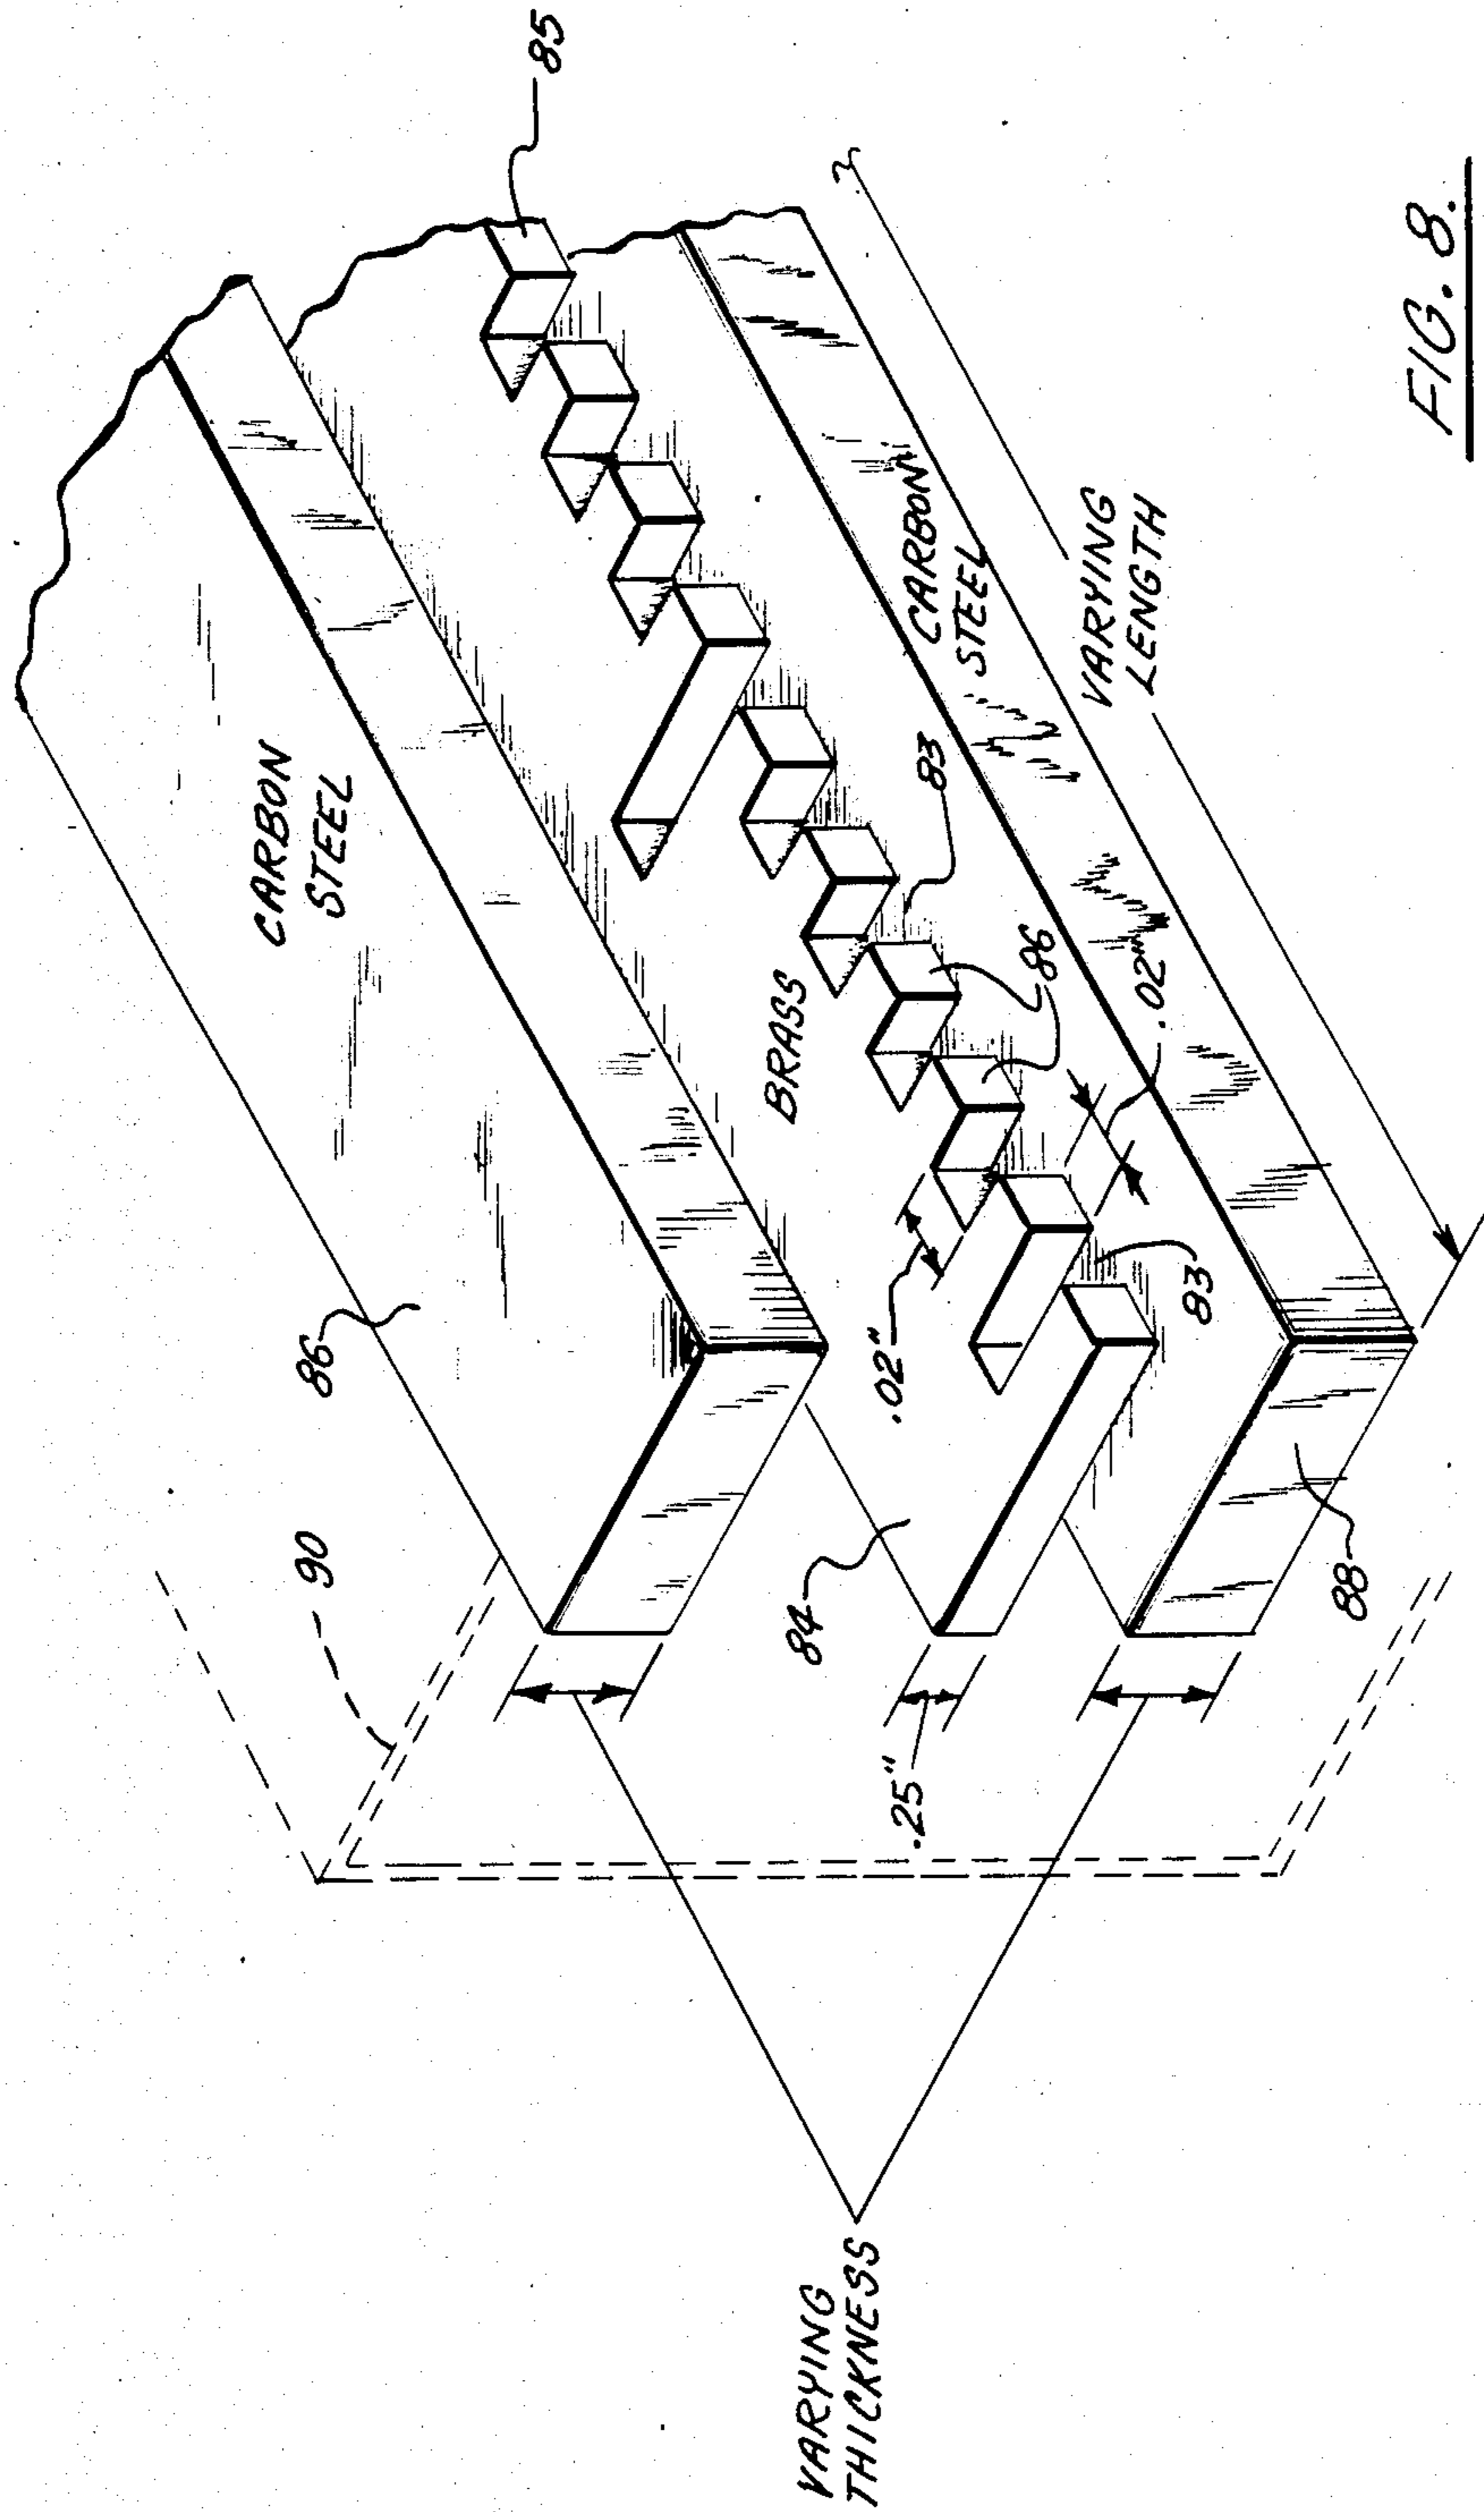 85
CARBON
STEEL
86
90
BRASS
83
CARBON
STEEL
VARYING
LENGTH
86
.02"
.02"
83
84
88
.25"
VARYING
THICKNESS
FIG. 8.